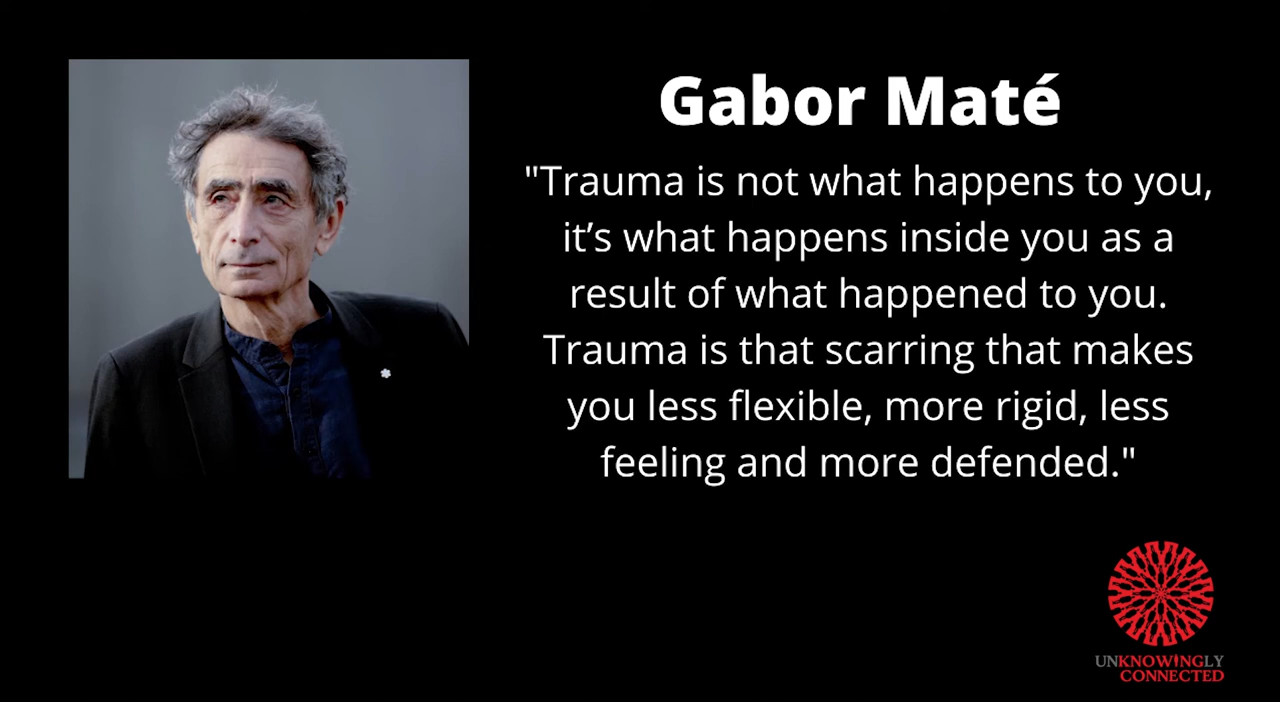 Gabor Maté
"Trauma is not what happens to you,
it’s what happens inside you as a
result of what happened to you.
Trauma is that scarring that makes
you less flexible, more rigid, less
feeling and more defended."
UNKNOWINGLY
CONNECTED